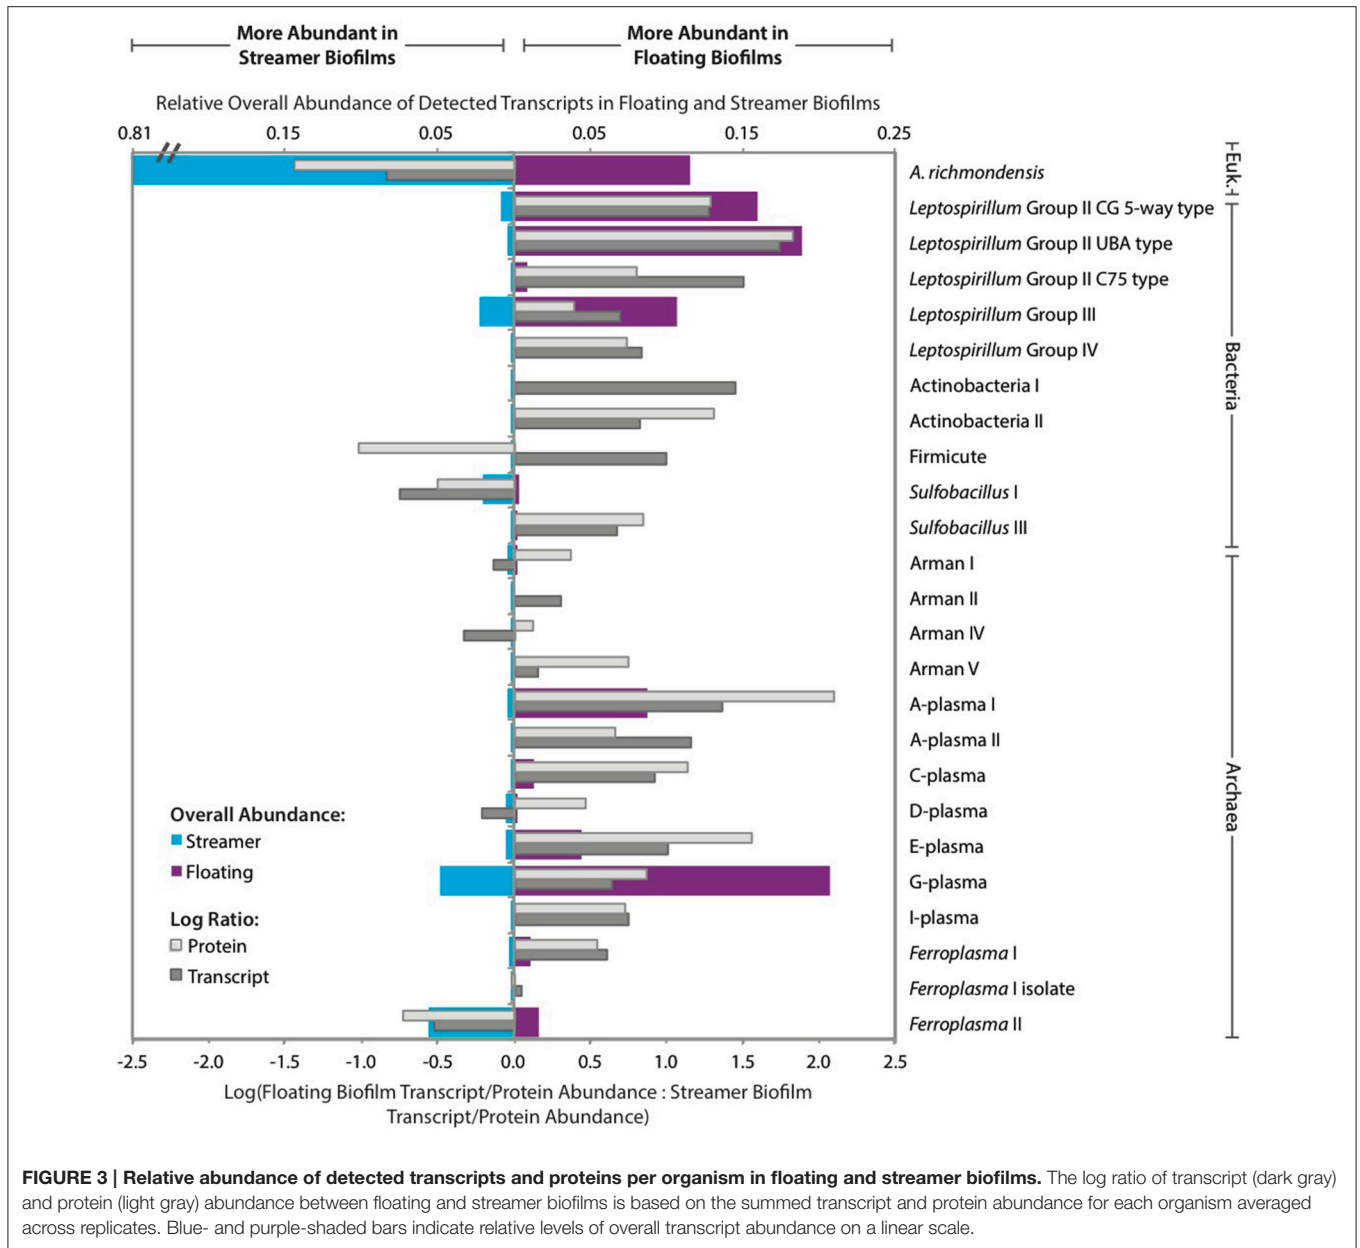 More Abundant in
Streamer Biofilms
More Abundant in
Floating Biofilms
Relative Overall Abundance of Detected Transcripts in Floating and Streamer Biofilms
0.81 0.15 0.05 0.05 0.15 0.25
A. richmondensis
Leptospirillum Group II CG 5-way type
Leptospirillum Group II UBA type
Leptospirillum Group II C75 type
Leptospirillum Group III
Leptospirillum Group IV
Actinobacteria I
Actinobacteria II
Firmicute
Sulfobacillus I
Sulfobacillus III
Arman I
Arman II
Arman IV
Arman V
A-plasma I
A-plasma II
C-plasma
D-plasma
E-plasma
G-plasma
I-plasma
Ferroplasma I
Ferroplasma I isolate
Ferroplasma II
Euk.
Bacteria
Archaea
Overall Abundance:
Streamer
Floating
Log Ratio:
Protein
Transcript
-2.5 -2.0 -1.5 -1.0 -0.5 0.0 0.5 1.0 1.5 2.0 2.5
Log(Floating Biofilm Transcript/Protein Abundance : Streamer Biofilm
Transcript/Protein Abundance)
FIGURE 3 | Relative abundance of detected transcripts and proteins per organism in floating and streamer biofilms. The log ratio of transcript (dark gray)
and protein (light gray) abundance between floating and streamer biofilms is based on the summed transcript and protein abundance for each organism averaged
across replicates. Blue- and purple-shaded bars indicate relative levels of overall transcript abundance on a linear scale.